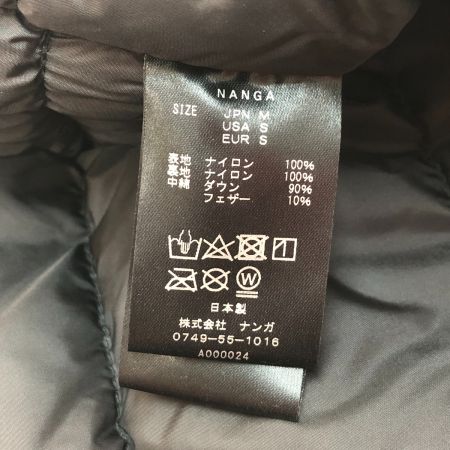 NANGA
SIZE JPN M
USA S
EUR S
表地 ナイロン 100%
裏地 ナイロン 100%
中綿 ダウン 90%
フェザー 10%
W
日本製
株式会社 ナンガ
0749-55-1016
A000024